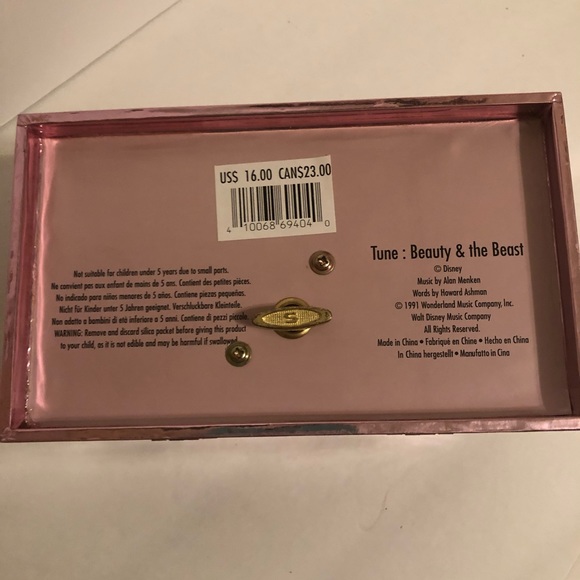 US$ 16.00 CAN$23.00
4 10068 69404 0
Not suitable for children under 5 years due to small parts.
Ne convient pas aux enfant de moins de 5 ans. Contient des petites pièces.
No indicado para niños menores de 5 años. Contiene piezas pequeñas.
Nicht für Kinder unter 5 Jahren geeignet. Verschluckbare Kleinteile.
Non adatto a bambini di età inferiore a 5 anni. Contiene di pezzi piccole.
WARNING: Remove and discard silica packet before giving this product
to your child, as it is not edible and may be harmful if swallowed.
S
Tune : Beauty & the Beast
© Disney
Music by Alan Menken
Words by Howard Ashman
© 1991 Wonderland Music Company, Inc.
Walt Disney Music Company
All Rights Reserved.
Made in China • Fabriqué en Chine • Hecho en China
In China hergestellt • Manufatto in Cina